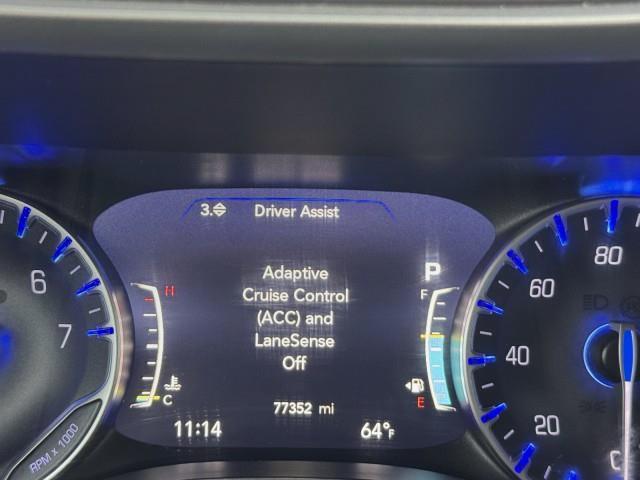 3. Driver Assist
Adaptive
Cruise Control
(ACC) and
LaneSense
Off
P
H
C
F
E
77352 mi
11:14
64°F
6
7
RPM x 1000
80
60
40
20
0